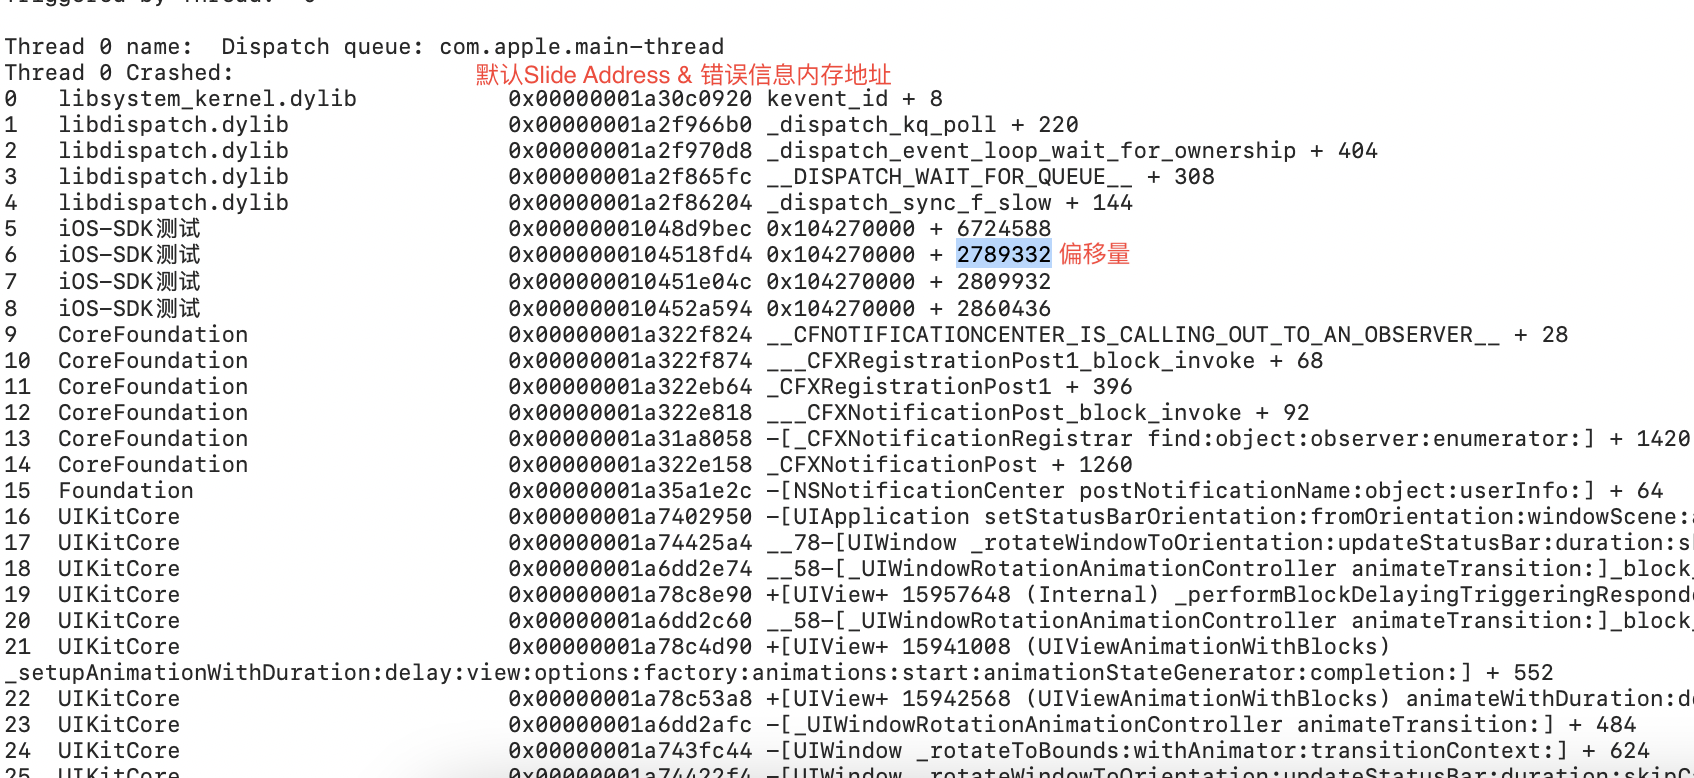 Thread 0 name:  Dispatch queue: com.apple.main-thread
Thread 0 Crashed:
默认Slide Address & 错误信息内存地址
0   libsystem_kernel.dylib        	0x00000001a30c0920 kevent_id + 8
1   libdispatch.dylib             	0x00000001a2f966b0 _dispatch_kq_poll + 220
2   libdispatch.dylib             	0x00000001a2f970d8 _dispatch_event_loop_wait_for_ownership + 404
3   libdispatch.dylib             	0x00000001a2f865fc __DISPATCH_WAIT_FOR_QUEUE__ + 308
4   libdispatch.dylib             	0x00000001a2f86204 _dispatch_sync_f_slow + 144
5   iOS-SDK测试                   	0x00000001048d9bec 0x104270000 + 6724588
6   iOS-SDK测试                   	0x0000000104518fd4 0x104270000 + 2789332 偏移量
7   iOS-SDK测试                   	0x000000010451e04c 0x104270000 + 2809932
8   iOS-SDK测试                   	0x000000010452a594 0x104270000 + 2860436
9   CoreFoundation                	0x00000001a322f824 __CFNOTIFICATIONCENTER_IS_CALLING_OUT_TO_AN_OBSERVER__ + 28
10  CoreFoundation                	0x00000001a322f874 ___CFXRegistrationPost1_block_invoke + 68
11  CoreFoundation                	0x00000001a322eb64 _CFXRegistrationPost1 + 396
12  CoreFoundation                	0x00000001a322e818 ___CFXNotificationPost_block_invoke + 92
13  CoreFoundation                	0x00000001a31a8058 -[_CFXNotificationRegistrar find:object:observer:enumerator:] + 1420
14  CoreFoundation                	0x00000001a322e158 _CFXNotificationPost + 1260
15  Foundation                    	0x00000001a35a1e2c -[NSNotificationCenter postNotificationName:object:userInfo:] + 64
16  UIKitCore                     	0x00000001a7402950 -[UIApplication setStatusBarOrientation:fromOrientation:windowScene:
17  UIKitCore                     	0x00000001a74425a4 __78-[UIWindow _rotateWindowToOrientation:updateStatusBar:duration:
18  UIKitCore                     	0x00000001a6dd2e74 __58-[_UIWindowRotationAnimationController animateTransition:]_block_
19  UIKitCore                     	0x00000001a78c8e90 +[UIView+ 15957648 (Internal) _performBlockDelayingTriggeringRespond
20  UIKitCore                     	0x00000001a6dd2c60 __58-[_UIWindowRotationAnimationController animateTransition:]_block_
21  UIKitCore                     	0x00000001a78c4d90 +[UIView+ 15941008 (UIViewAnimationWithBlocks)
_setupAnimationWithDuration:delay:view:options:factory:animations:start:animationStateGenerator:completion:] + 552
22  UIKitCore                     	0x00000001a78c53a8 +[UIView+ 15942568 (UIViewAnimationWithBlocks) animateWithDuration:
23  UIKitCore                     	0x00000001a6dd2afc -[_UIWindowRotationAnimationController animateTransition:] + 484
24  UIKitCore                     	0x00000001a743fc44 -[UIWindow _rotateToBounds:withAnimator:transitionContext:] + 624